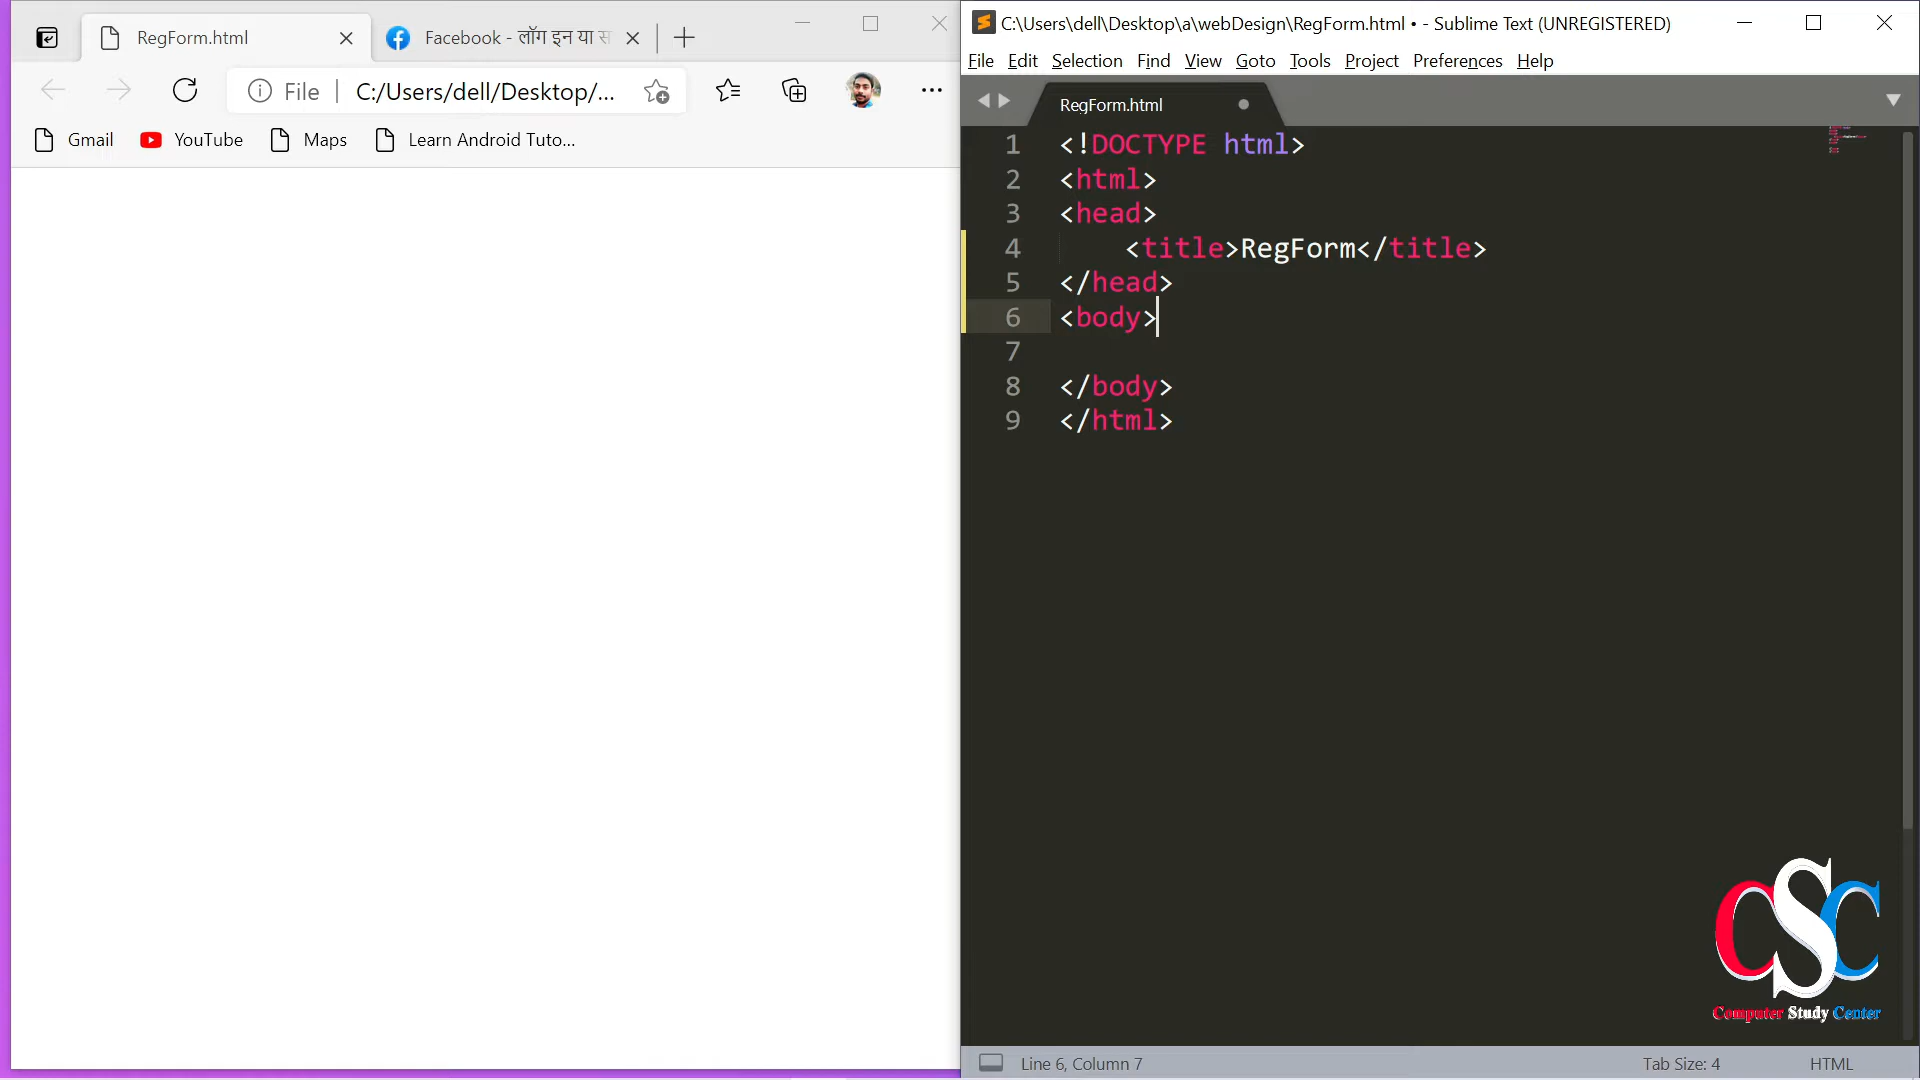 RegForm.html
Facebook - लॉग इन या स
File
C:/Users/dell/Desktop/...
Gmail
YouTube
Maps
Learn Android Tuto...
C:\Users\dell\Desktop\a\webDesign\RegForm.html • - Sublime Text (UNREGISTERED)
File Edit Selection Find View Goto Tools Project Preferences Help
RegForm.html
1 <!DOCTYPE html>
2 <html>
3 <head>
4 <title>RegForm</title>
5 </head>
6 <body>
7
8 </body>
9 </html>
CSC
Computer Study Center
Line 6, Column 7
Tab Size: 4
HTML